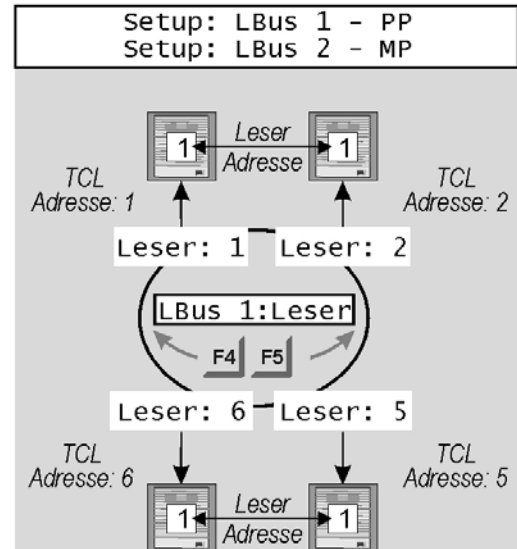 Setup: LBus 1 - PP
Setup: LBus 2 - MP
1 Leser 1
Adresse
TCL
Adresse: 1
TCL
Adresse: 2
Leser: 1 Leser: 2
LBus 1:Leser
F4 F5
Leser: 6 Leser: 5
TCL
Adresse: 6
TCL
Adresse: 5
1 Leser 1
Adresse